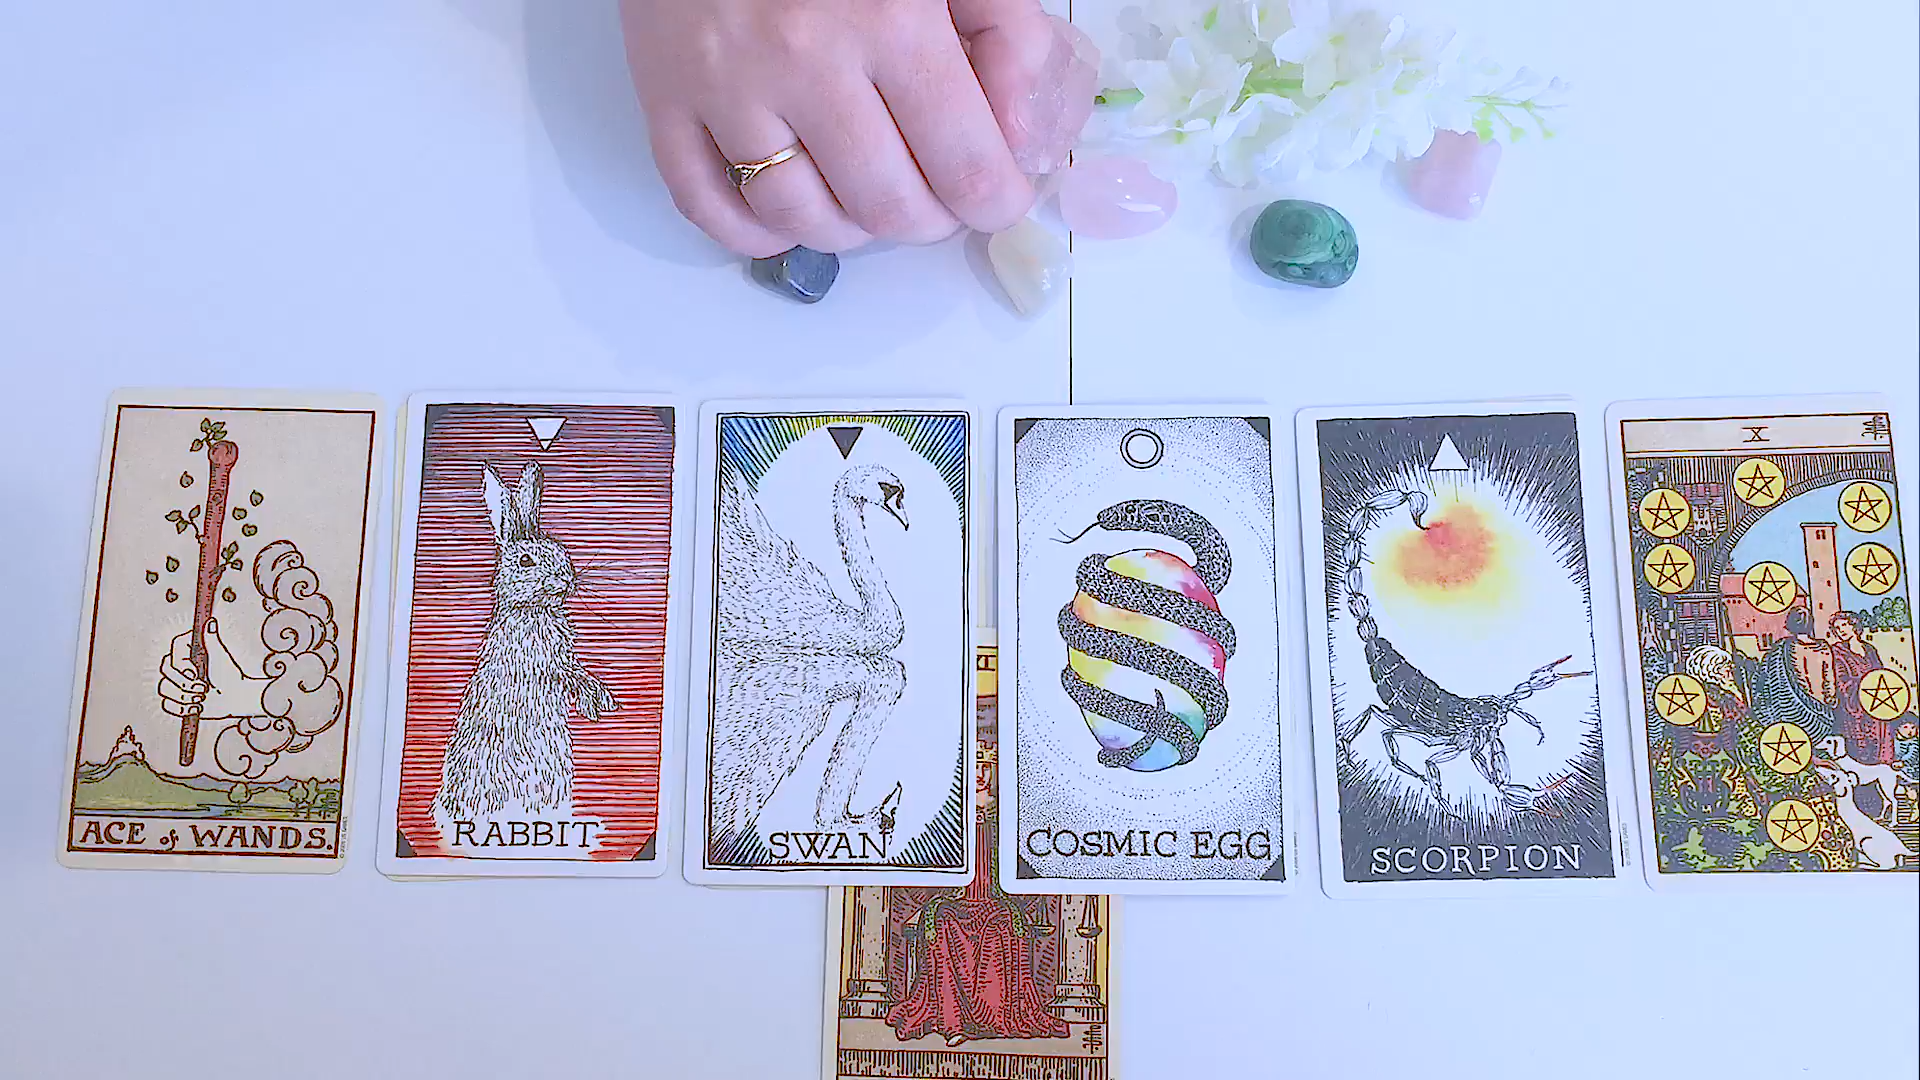 ACE of WANDS.
RABBIT
SWAN
COSMIC EGG
SCORPION
X